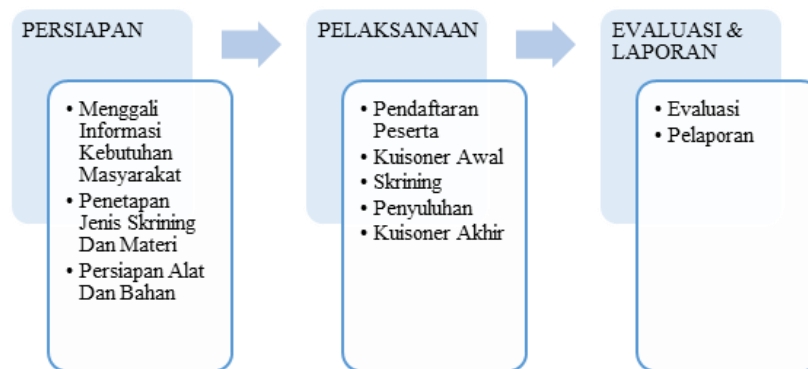 PERSIAPAN
• Menggali
Informasi
Kebutuhan
Masyarakat
• Penetapan
Jenis Skrining
Dan Materi
• Persiapan Alat
Dan Bahan
PELAKSANAAN
• Pendaftaran
Peserta
• Kuisoner Awal
• Skrining
• Penyuluhan
• Kuisoner Akhir
EVALUASI &
LAPORAN
• Evaluasi
• Pelaporan